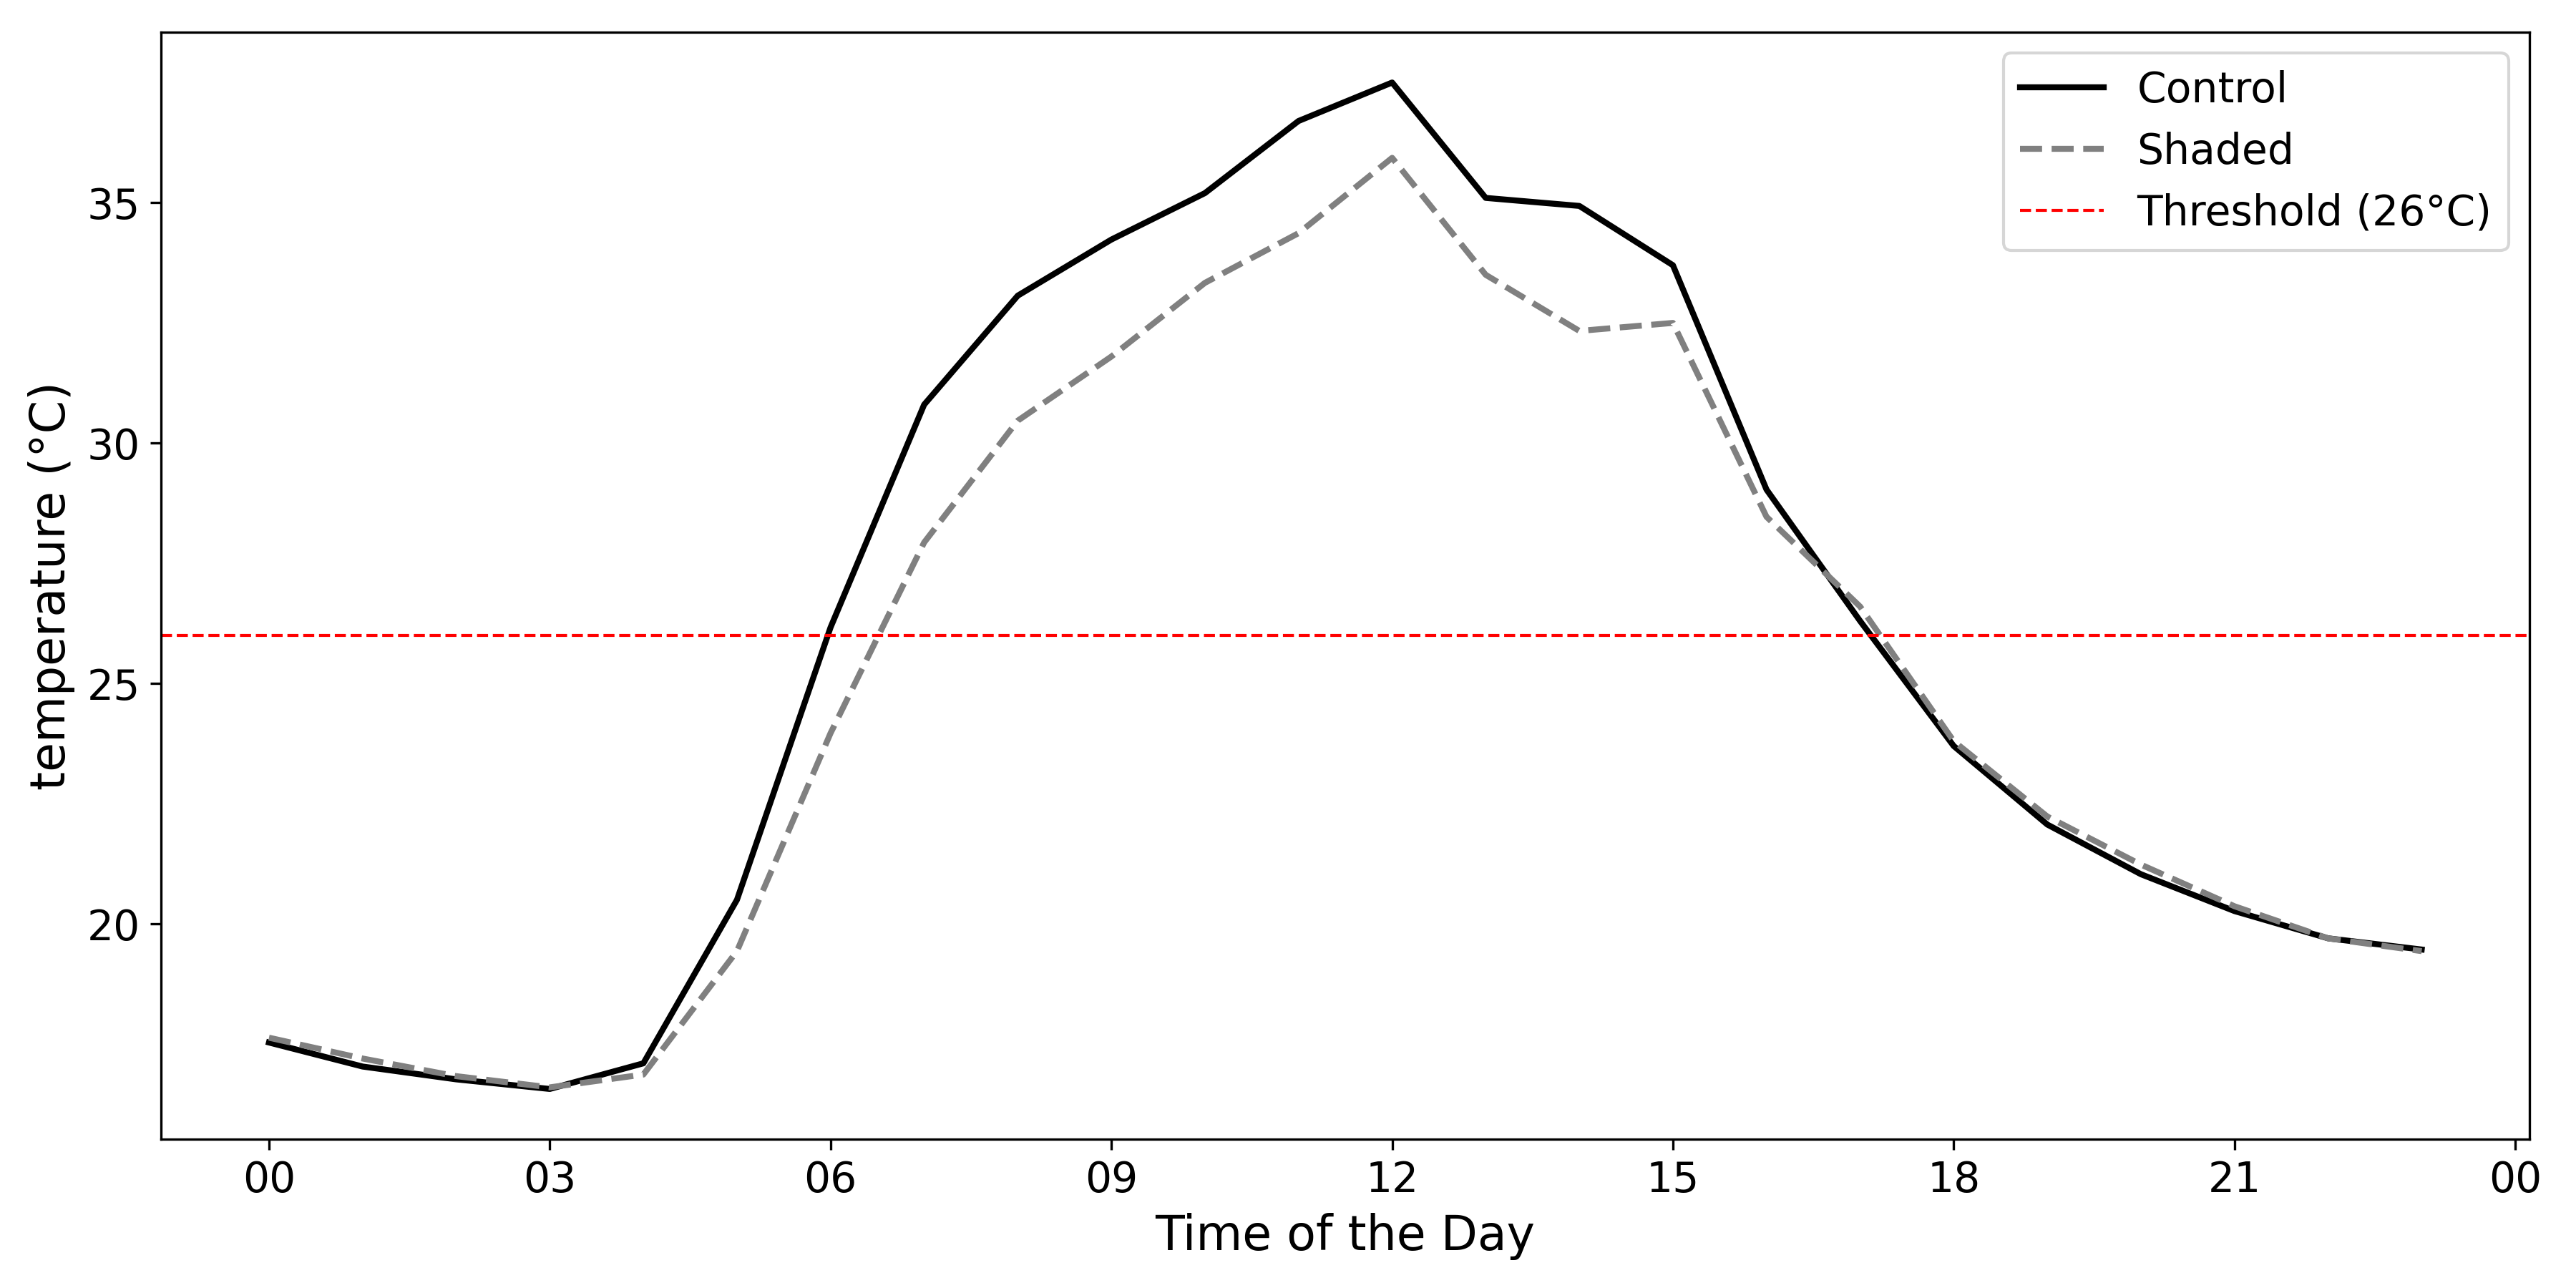 Control
Shaded
Threshold (26°C)
temperature (°C)
35
30
25
20
00 03 06 09 12 15 18 21 00
Time of the Day